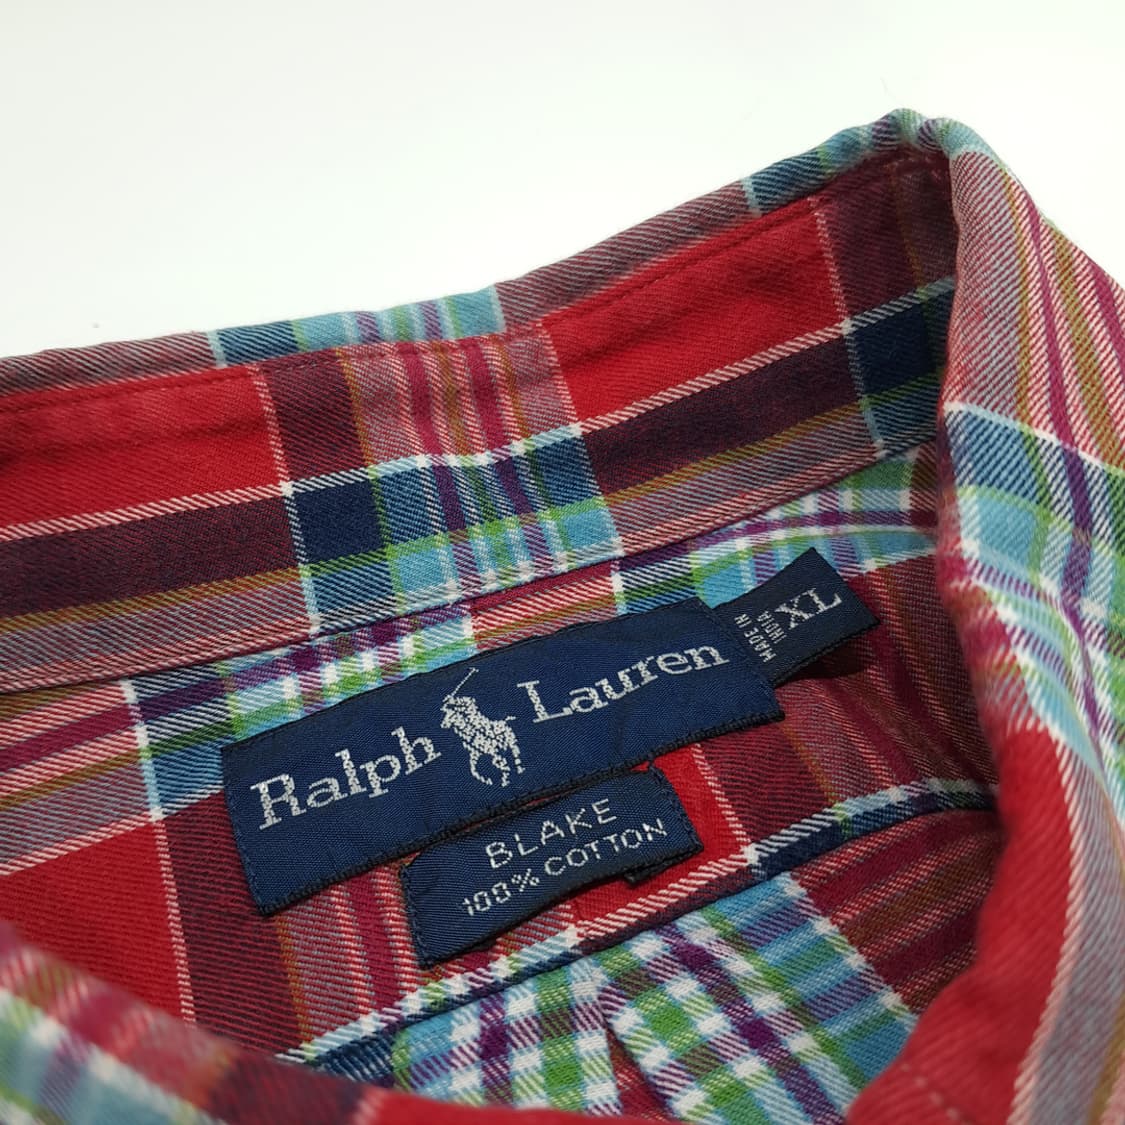 Ralph Lauren
XL
MADE IN
INDIA
BLAKE
100% COTTON